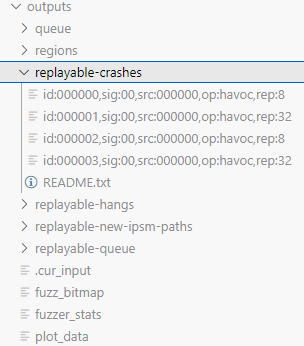 outputs
queue
regions
replayable-crashes
id:000000,sig:00,src:000000,op:havoc,rep:8
id:000001,sig:00,src:000000,op:havoc,rep:32
id:000002,sig:00,src:000000,op:havoc,rep:8
id:000003,sig:00,src:000000,op:havoc,rep:32
README.txt
replayable-hangs
replayable-new-ipsm-paths
replayable-queue
.cur_input
fuzz_bitmap
fuzzer_stats
plot_data